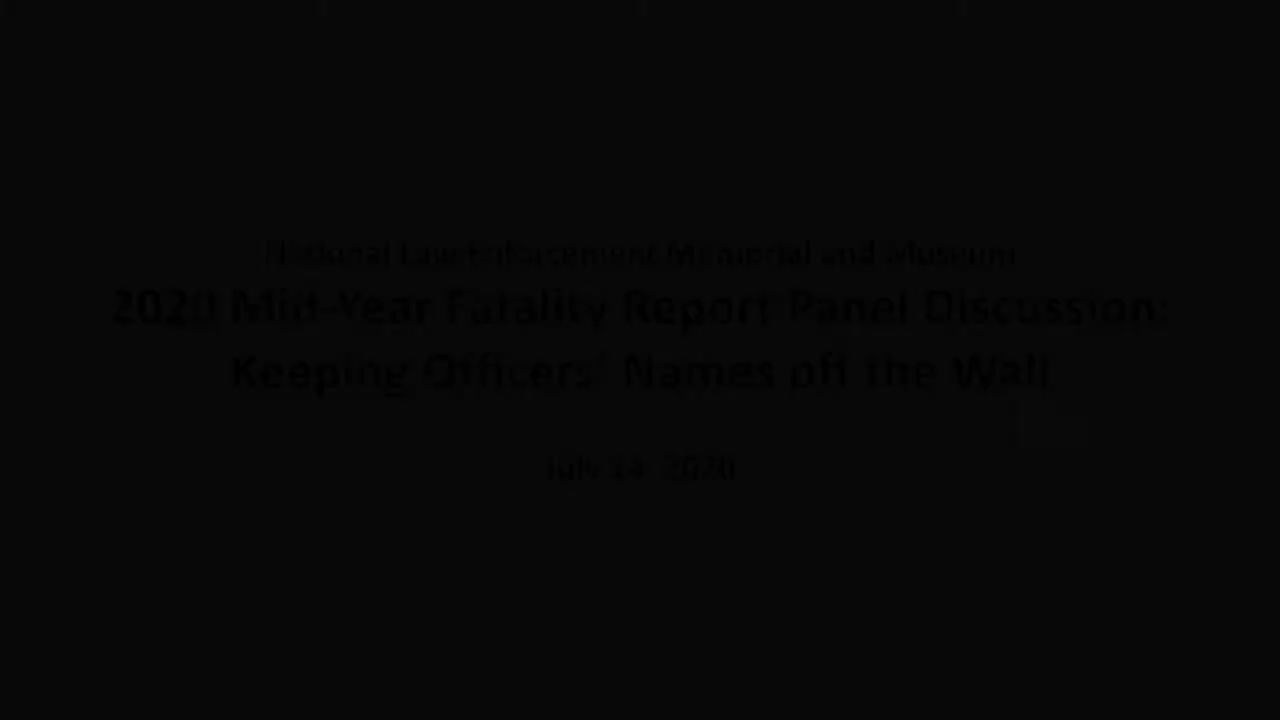 National Law Enforcement Memorial and Museum
2020 Mid-Year Fatality Report Panel Discussion:
Keeping Officers' Names off the Wall
July 14, 2020